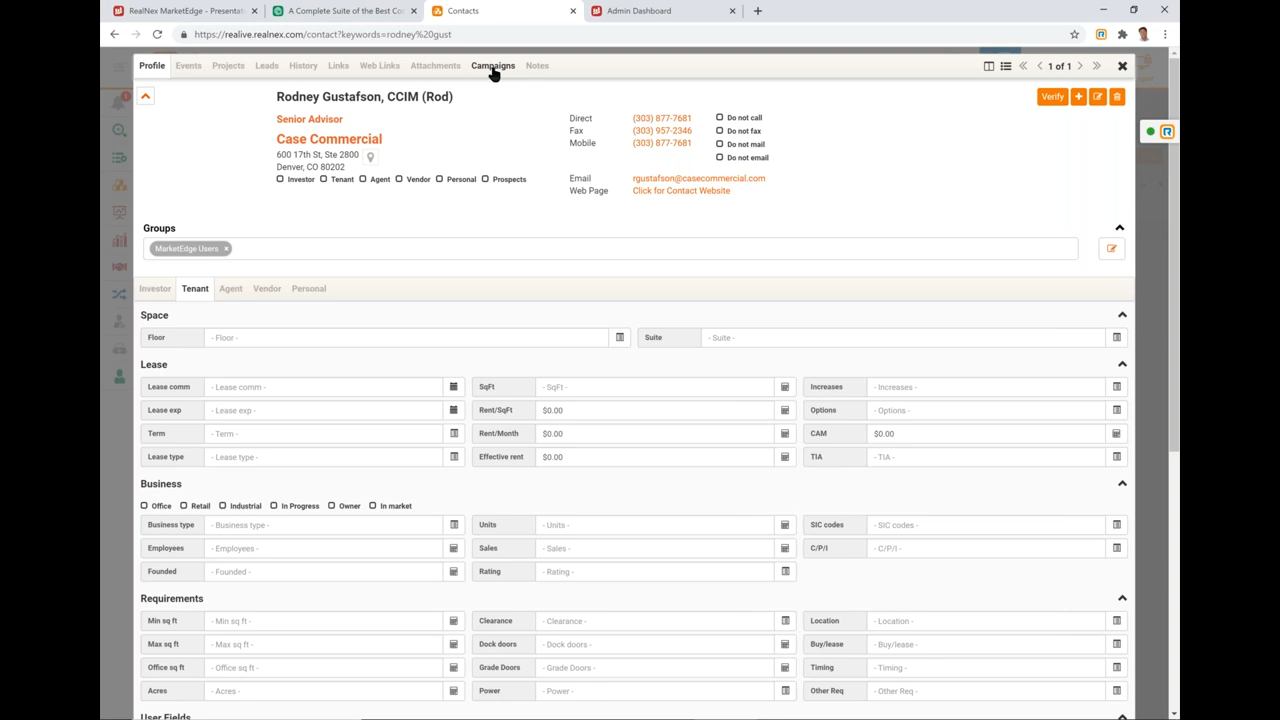 RealNex MarketEdge - Presentat
A Complete Suite of the Best Co
Contacts
Admin Dashboard
https://realive.realnex.com/contact?keywords=rodney%20gust
Profile Events Projects Leads History Links Web Links Attachments Campaigns Notes
1 of 1
Rodney Gustafson, CCIM (Rod)
Verify
Senior Advisor
Case Commercial
600 17th St, Ste 2800
Denver, CO 80202
Investor Tenant Agent Vendor Personal Prospects
Direct (303) 877-7681
Fax (303) 957-2346
Mobile (303) 877-7681
Do not call
Do not fax
Do not mail
Do not email
Email rgustafson@casecommercial.com
Web Page Click for Contact Website
Groups
MarketEdge Users ×
Investor Tenant Agent Vendor Personal
Space
Floor - Floor - Suite - Suite -
Lease
Lease comm - Lease comm - SqFt - SqFt - Increases - Increases -
Lease exp - Lease exp - Rent/SqFt $0.00 Options - Options -
Term - Term - Rent/Month $0.00 CAM $0.00
Lease type - Lease type - Effective rent $0.00 TIA - TIA -
Business
Office Retail Industrial In Progress Owner In market
Business type - Business type - Units - Units - SIC codes - SIC codes -
Employees - Employees - Sales - Sales - C/P/I - C/P/I -
Founded - Founded - Rating - Rating -
Requirements
Min sq ft - Min sq ft - Clearance - Clearance - Location - Location -
Max sq ft - Max sq ft - Dock doors - Dock doors - Buy/lease - Buy/lease -
Office sq ft - Office sq ft - Grade Doors - Grade Doors - Timing - Timing -
Acres - Acres - Power - Power - Other Req - Other Req -
User Fields